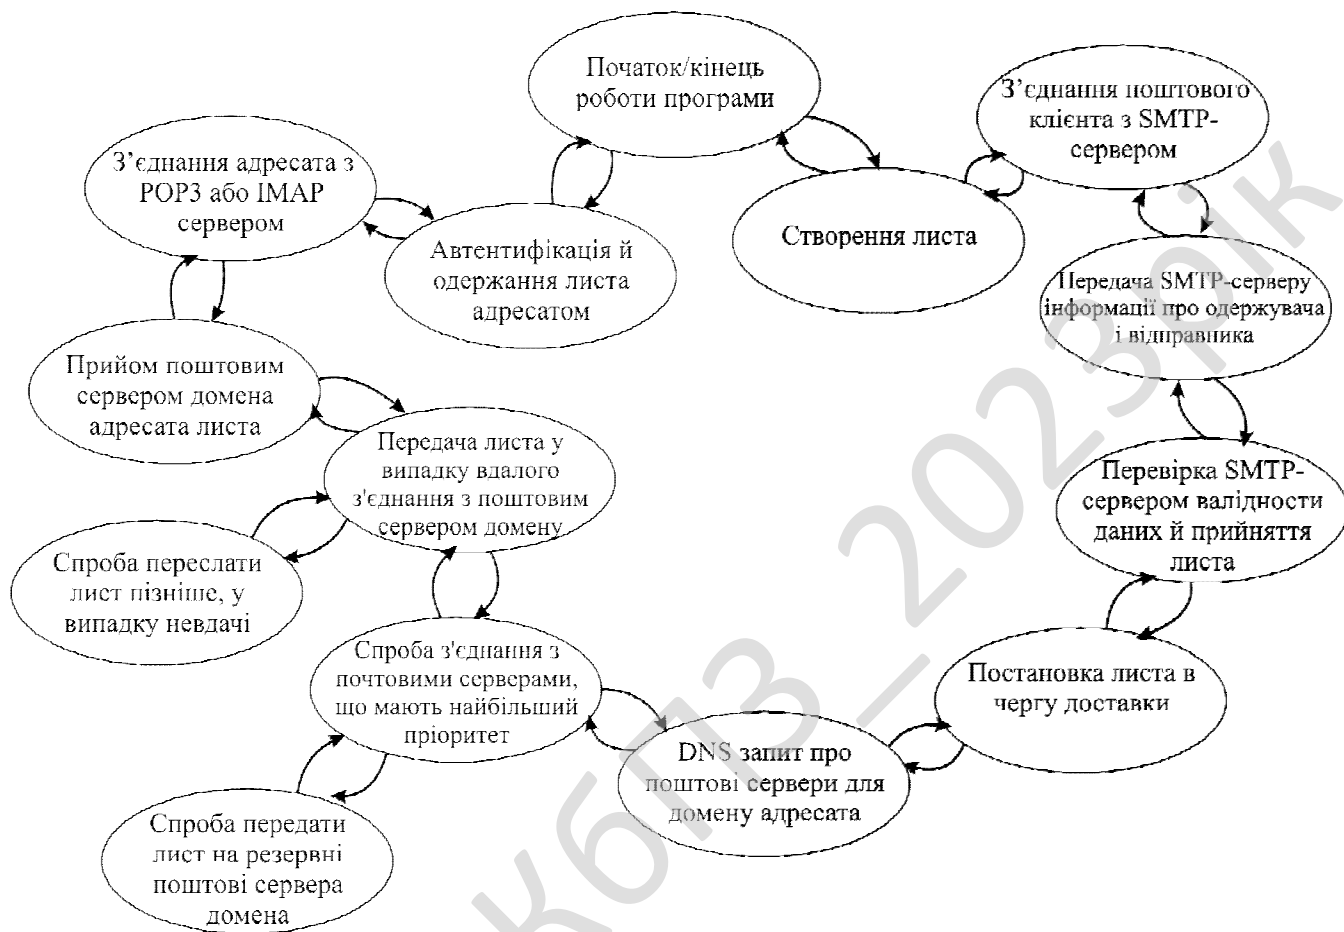 Початок/кінець
роботи програми
З’єднання поштового
клієнта з SMTP-
сервером
З’єднання адресата з
POP3 або IMAP
сервером
Створення листа
Автентифікація й
одержання листа
адресатом
Передача SMTP-серверу
інформації про одержувача
і відправника
Прийом поштовим
сервером домена
адресата листа
Передача листа у
випадку вдалого
з'єднання з поштовим
сервером домену
Перевірка SMTP-
сервером валідности
даних й прийняття
листа
Спроба переслати
лист пізніше, у
випадку невдачі
Спроба з'єднання з
почтовими серверами,
що мають найбільший
пріоритет
Постановка листа в
чергу доставки
DNS запит про
поштові сервери для
домену адресата
Спроба передати
лист на резервні
поштові сервера
домена
КбПЗ_2023рік